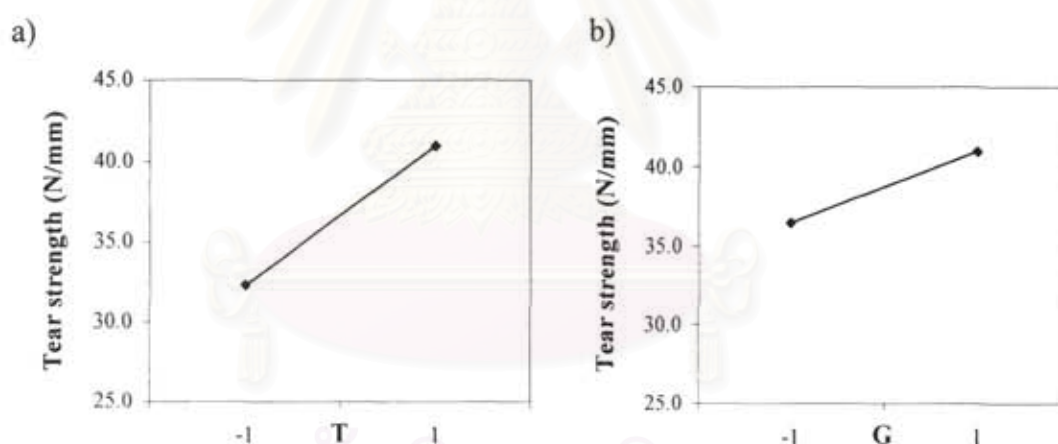 a)
Tear strength (N/mm)
45.0
40.0
35.0
30.0
25.0
-1 T 1
b)
Tear strength (N/mm)
45.0
40.0
35.0
30.0
25.0
-1 G 1